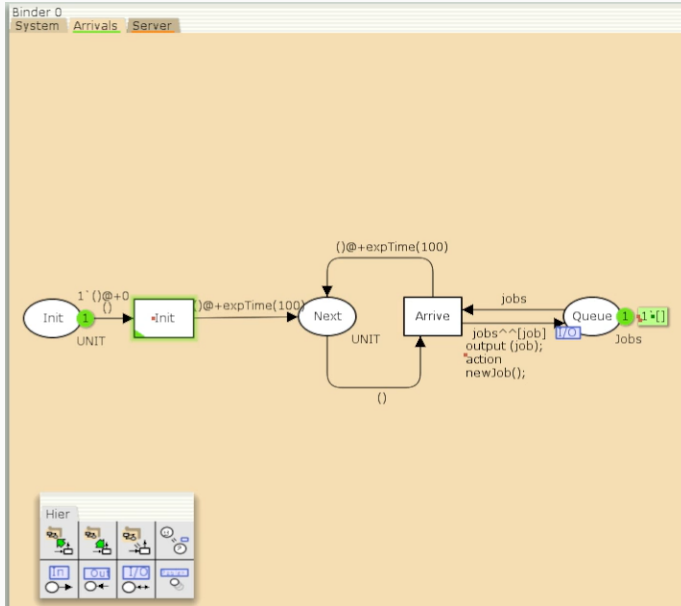 Binder 0
System Arrivals Server
()@+expTime(100)
1`()@+0
()
Init
1
UNIT
Init
()@+expTime(100)
Next
UNIT
Arrive
jobs
Queue
1
1`[]
I/O
Jobs
jobs^^[job]
output (job);
action
newJob();
()
Hier
In
Out
I/O